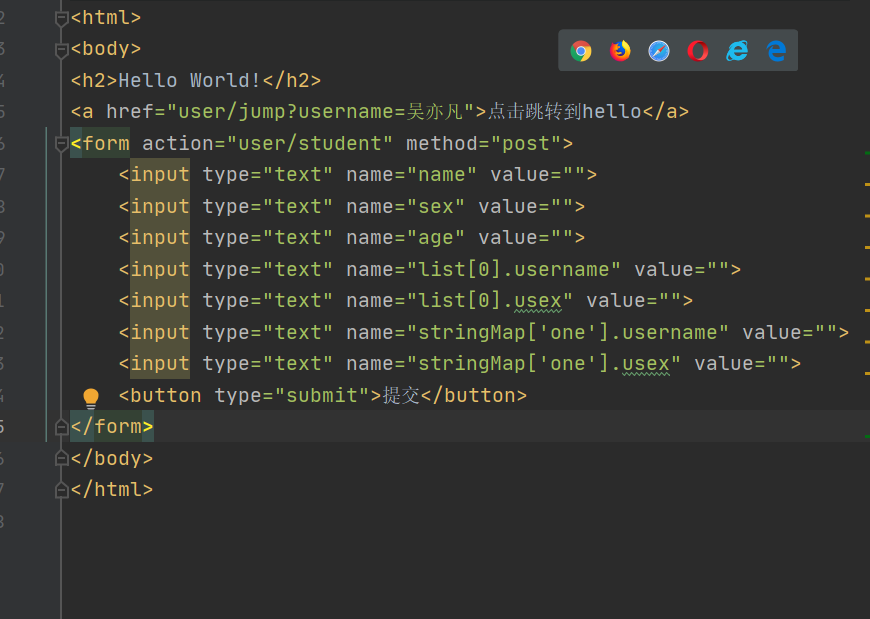 2 <html>
3 <body>
4 <h2>Hello World!</h2>
5 <a href="user/jump?username=吴亦凡">点击跳转到hello</a>
6 <form action="user/student" method="post">
7 <input type="text" name="name" value="">
8 <input type="text" name="sex" value="">
9 <input type="text" name="age" value="">
0 <input type="text" name="list[0].username" value="">
1 <input type="text" name="list[0].usex" value="">
2 <input type="text" name="stringMap['one'].username" value="">
3 <input type="text" name="stringMap['one'].usex" value="">
4 <button type="submit">提交</button>
5 </form>
6 </body>
7 </html>
8